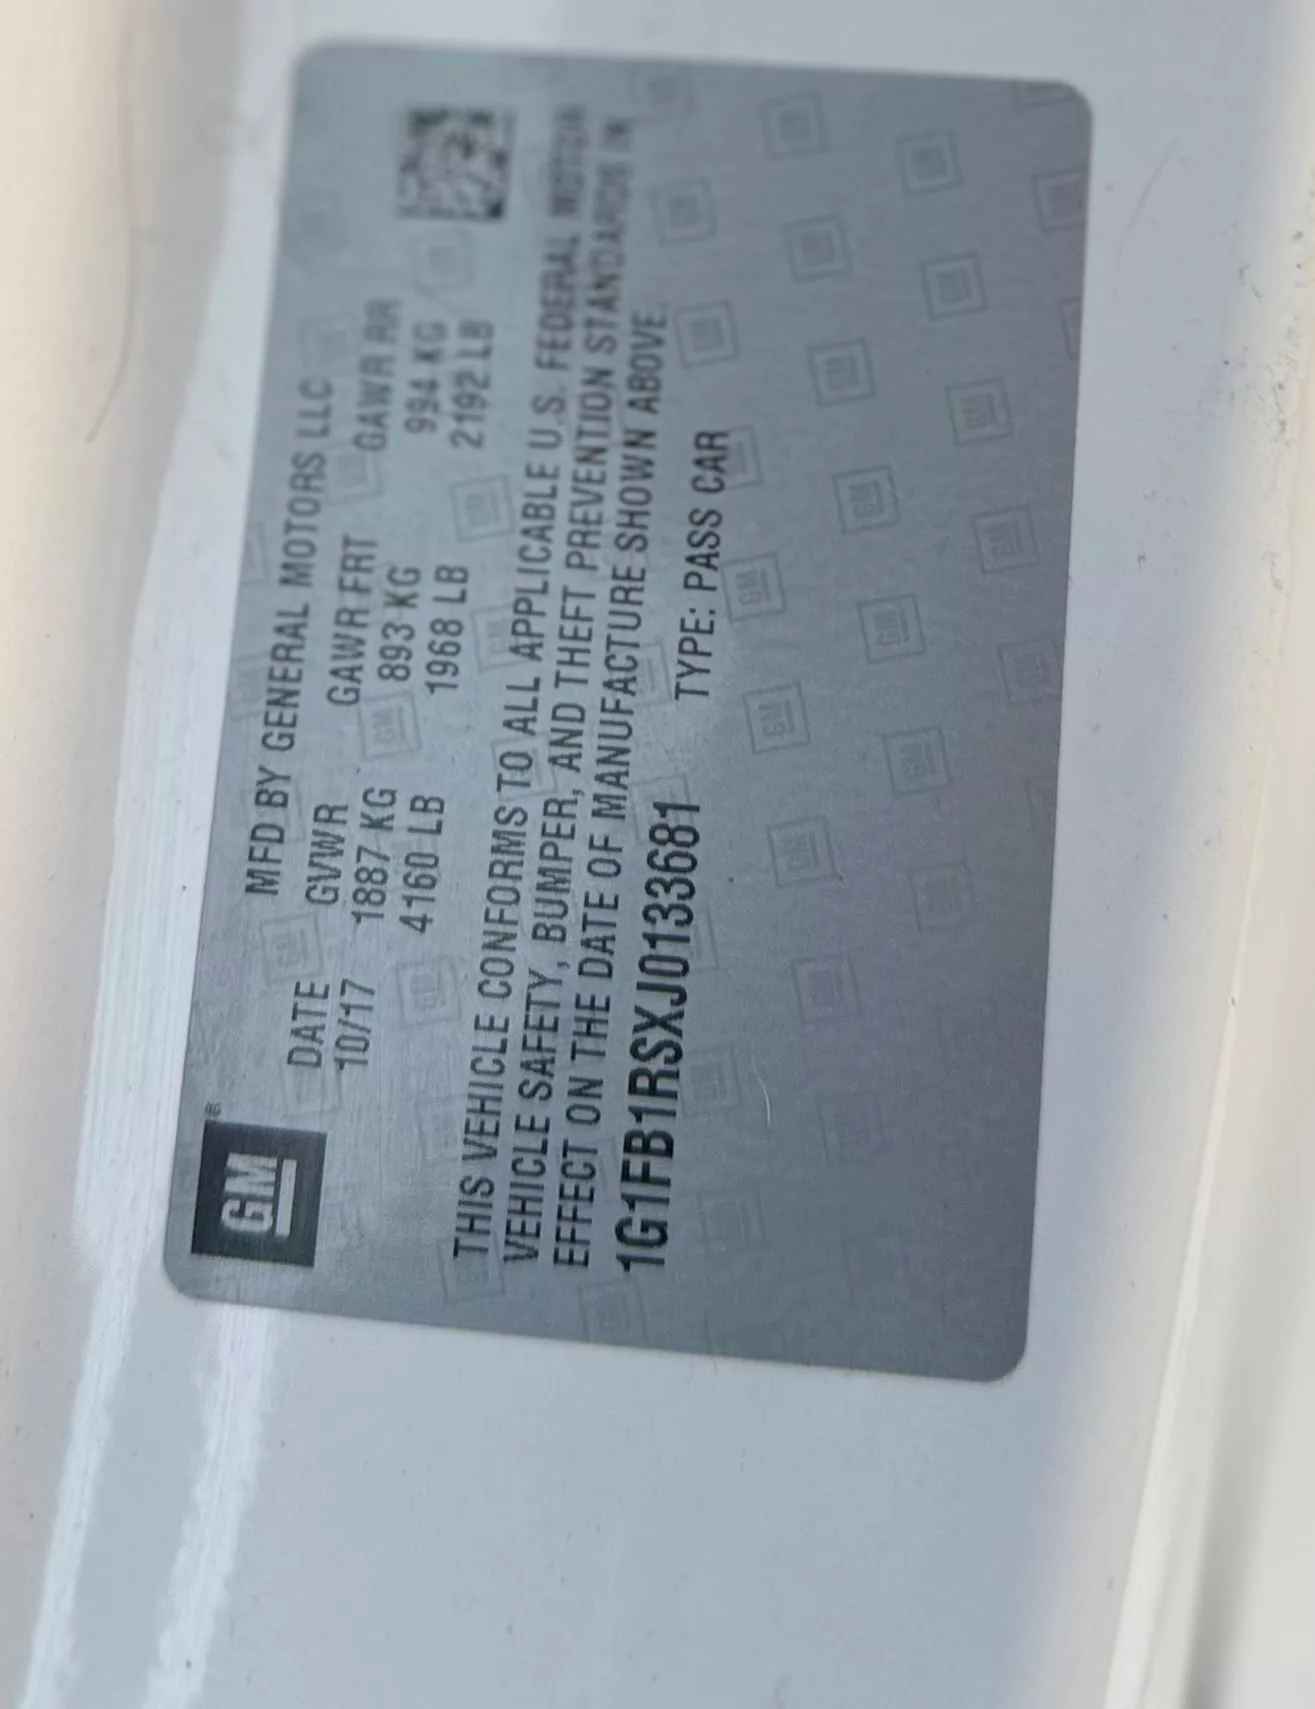 GM®
MFD BY GENERAL MOTORS LLC
DATE GVWR GAWR FRT GAWR RR
10/17 1887 KG 893 KG 994 KG
4160 LB 1968 LB 2192 LB
THIS VEHICLE CONFORMS TO ALL APPLICABLE U.S. FEDERAL MOTOR
VEHICLE SAFETY, BUMPER, AND THEFT PREVENTION STANDARDS IN
EFFECT ON THE DATE OF MANUFACTURE SHOWN ABOVE.
1G1FB1RSXJ0133681 TYPE: PASS CAR